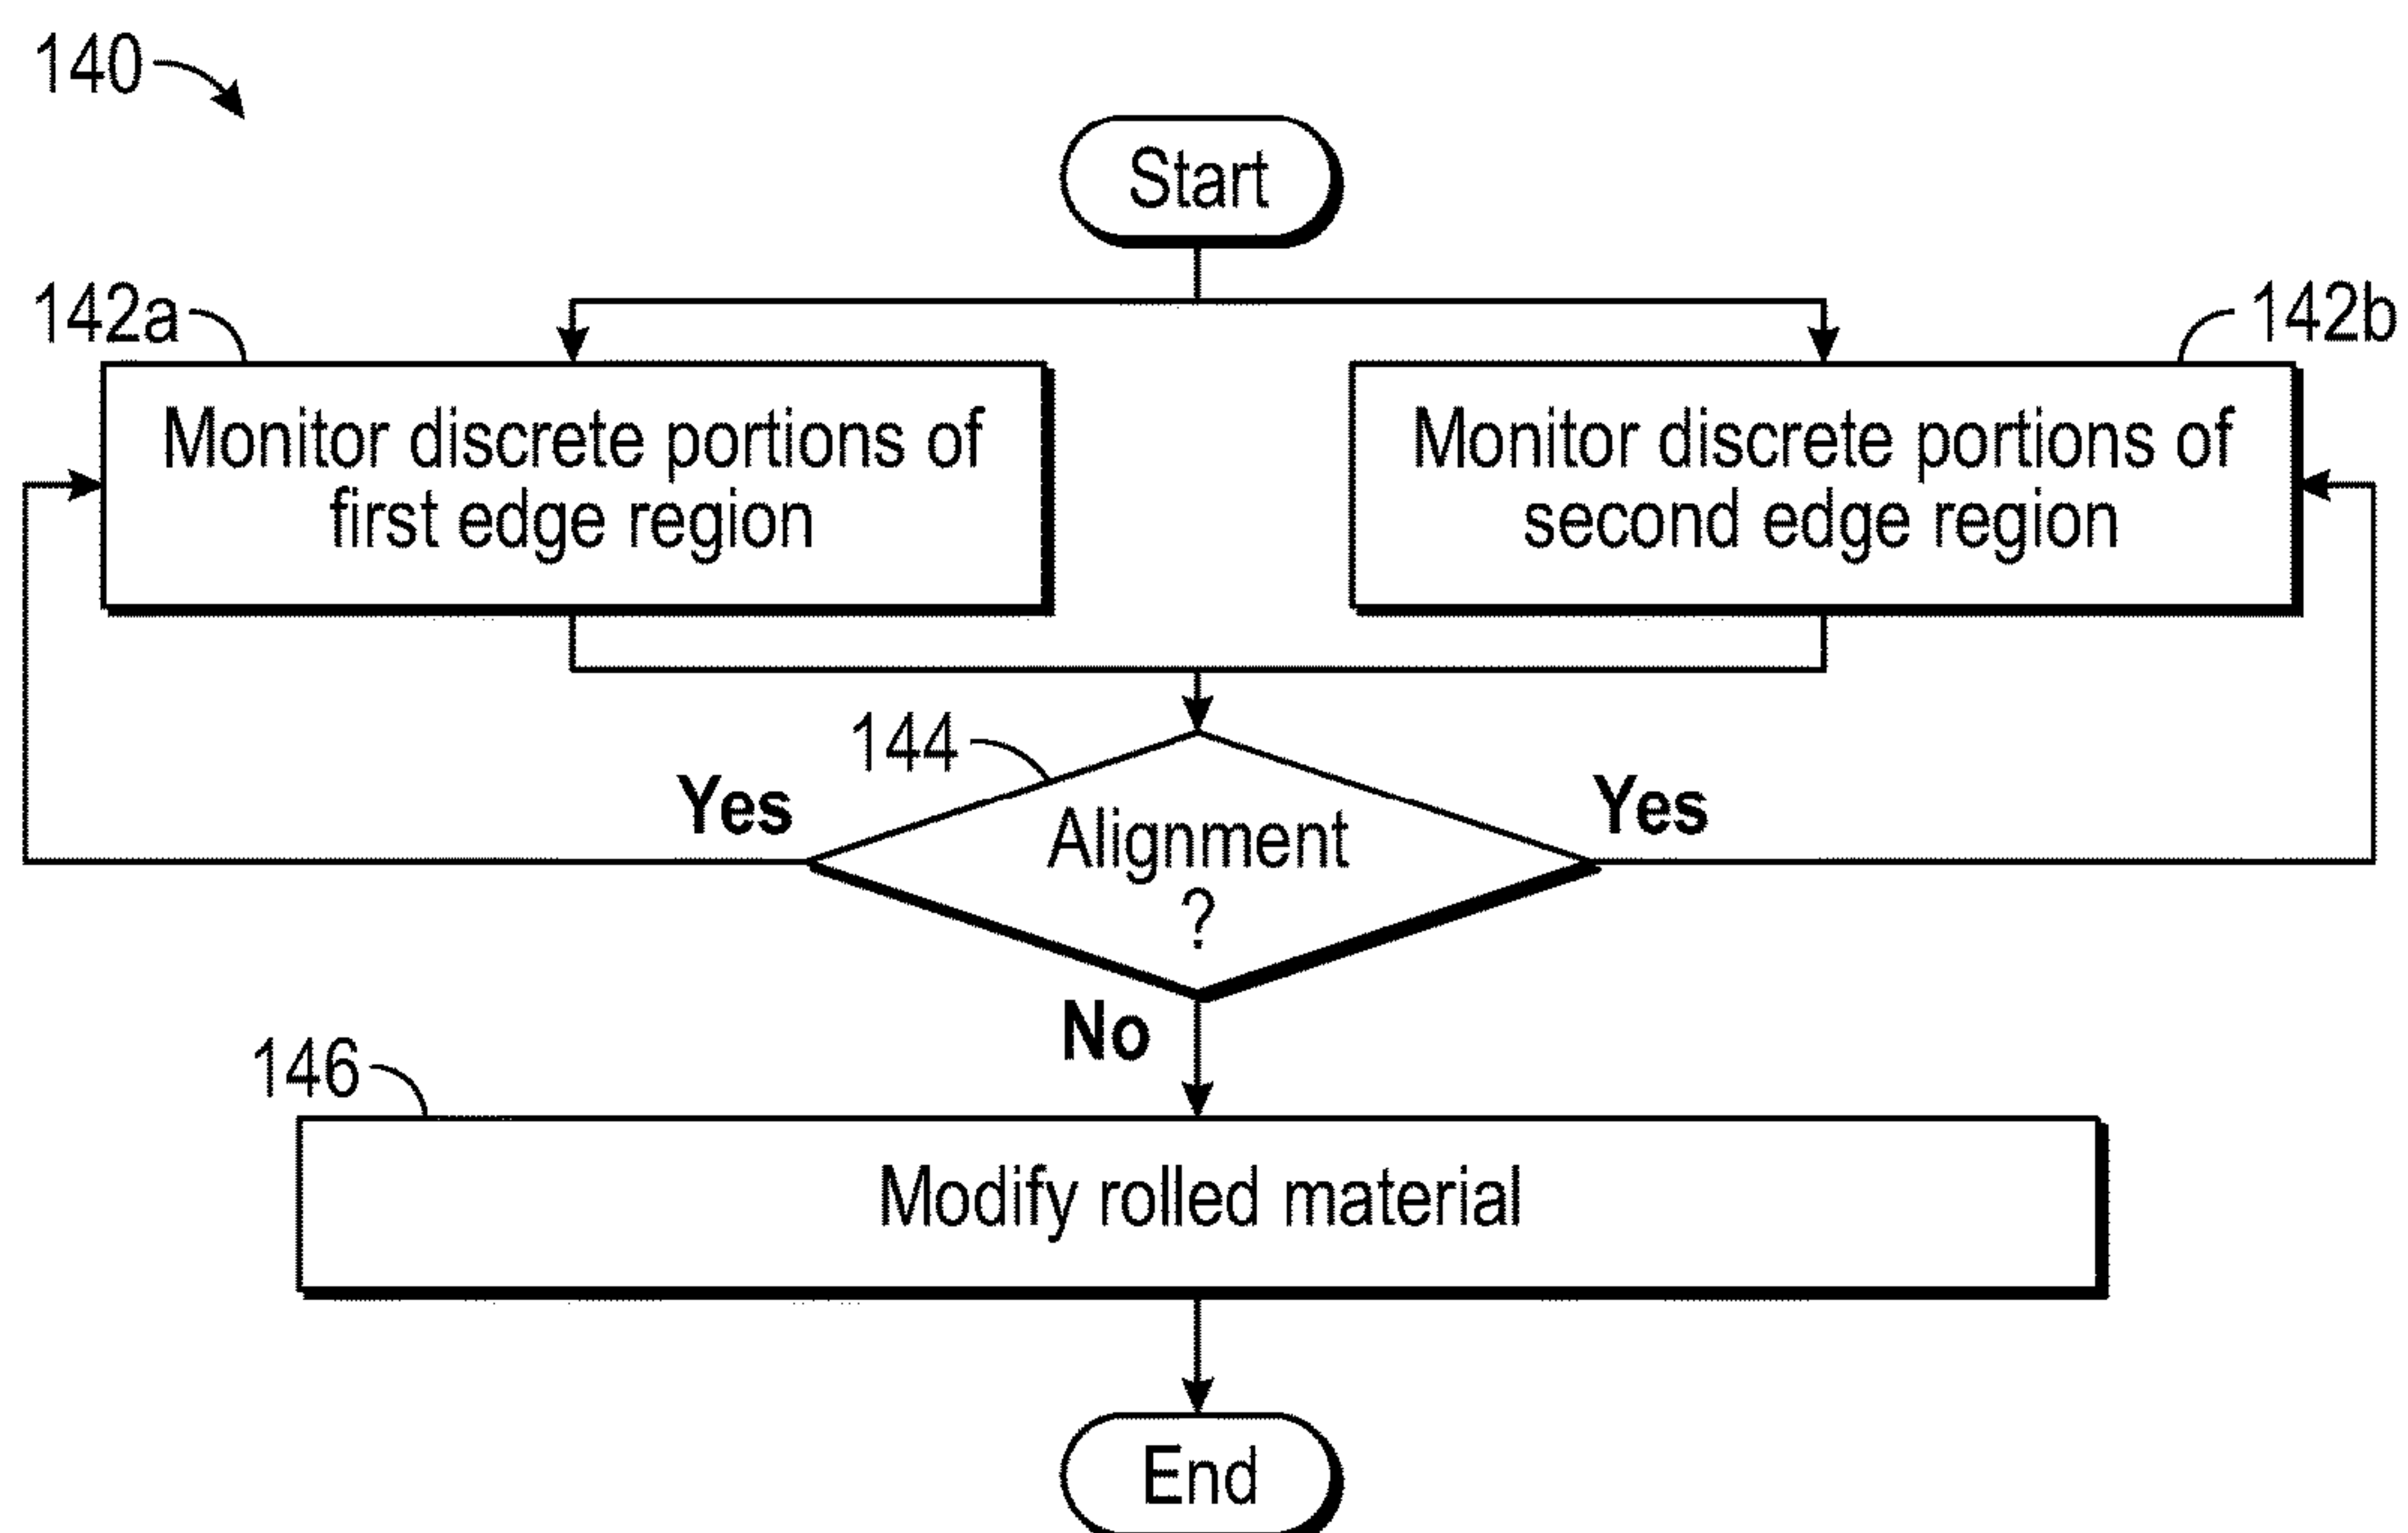 140
Start
142a
142b
Monitor discrete portions of
first edge region
Monitor discrete portions of
second edge region
144
Yes
Yes
Alignment
?
No
146
Modify rolled material
End